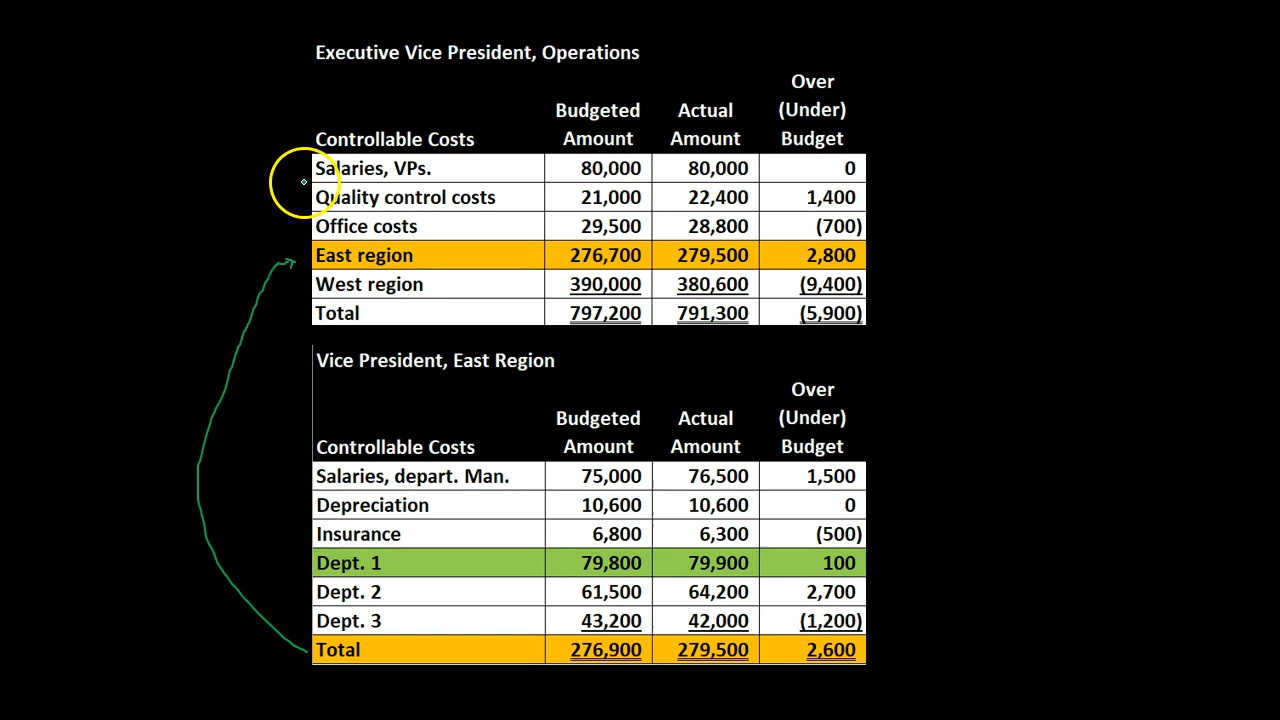 Executive Vice President, Operations
Over
Budgeted Actual (Under)
Controllable Costs Amount Amount Budget
Salaries, VPs. 80,000 80,000 0
Quality control costs 21,000 22,400 1,400
Office costs 29,500 28,800 (700)
East region 276,700 279,500 2,800
West region 390,000 380,600 (9,400)
Total 797,200 791,300 (5,900)
Vice President, East Region
Over
Budgeted Actual (Under)
Controllable Costs Amount Amount Budget
Salaries, depart. Man. 75,000 76,500 1,500
Depreciation 10,600 10,600 0
Insurance 6,800 6,300 (500)
Dept. 1 79,800 79,900 100
Dept. 2 61,500 64,200 2,700
Dept. 3 43,200 42,000 (1,200)
Total 276,900 279,500 2,600